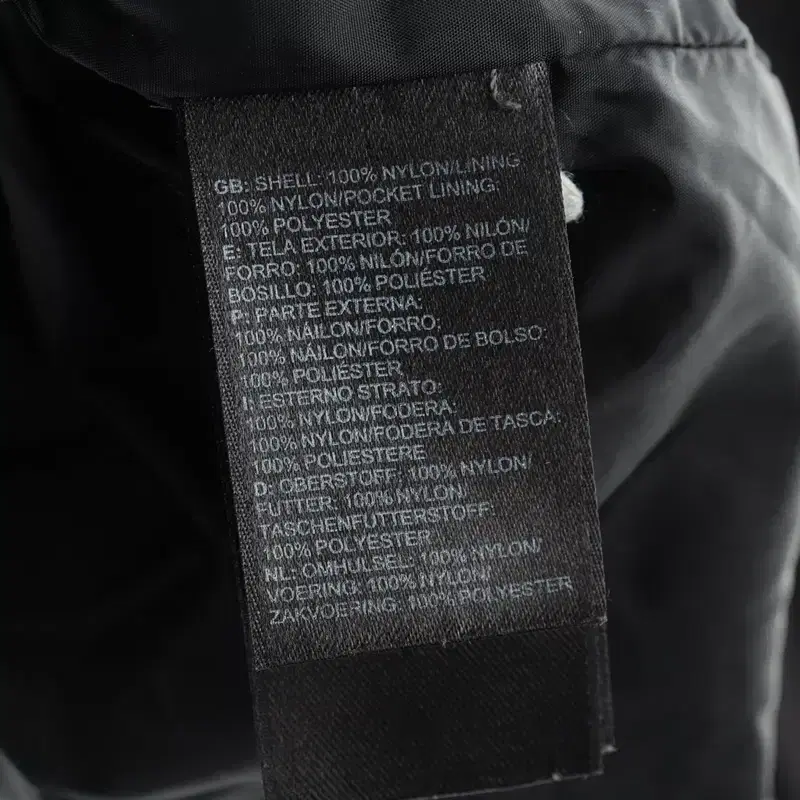 GB: SHELL: 100% NYLON/LINING:
100% NYLON/POCKET LINING:
100% POLYESTER
E: TELA EXTERIOR: 100% NILÓN/
FORRO: 100% NILÓN/FORRO DE
BOSILLO: 100% POLIÉSTER
P: PARTE EXTERNA:
100% NÁILON/FORRO:
100% NÁILON/FORRO DE BOLSO:
100% POLIÉSTER
I: ESTERNO STRATO:
100% NYLON/FODERA:
100% NYLON/FODERA DE TASCA:
100% POLIESTERE
D: OBERSTOFF: 100% NYLON/
FUTTER: 100% NYLON/
TASCHENFUTTERSTOFF:
100% POLYESTER
NL: OMHULSEL: 100% NYLON/
VOERING: 100% NYLON/
ZAKVOERING: 100% POLYESTER